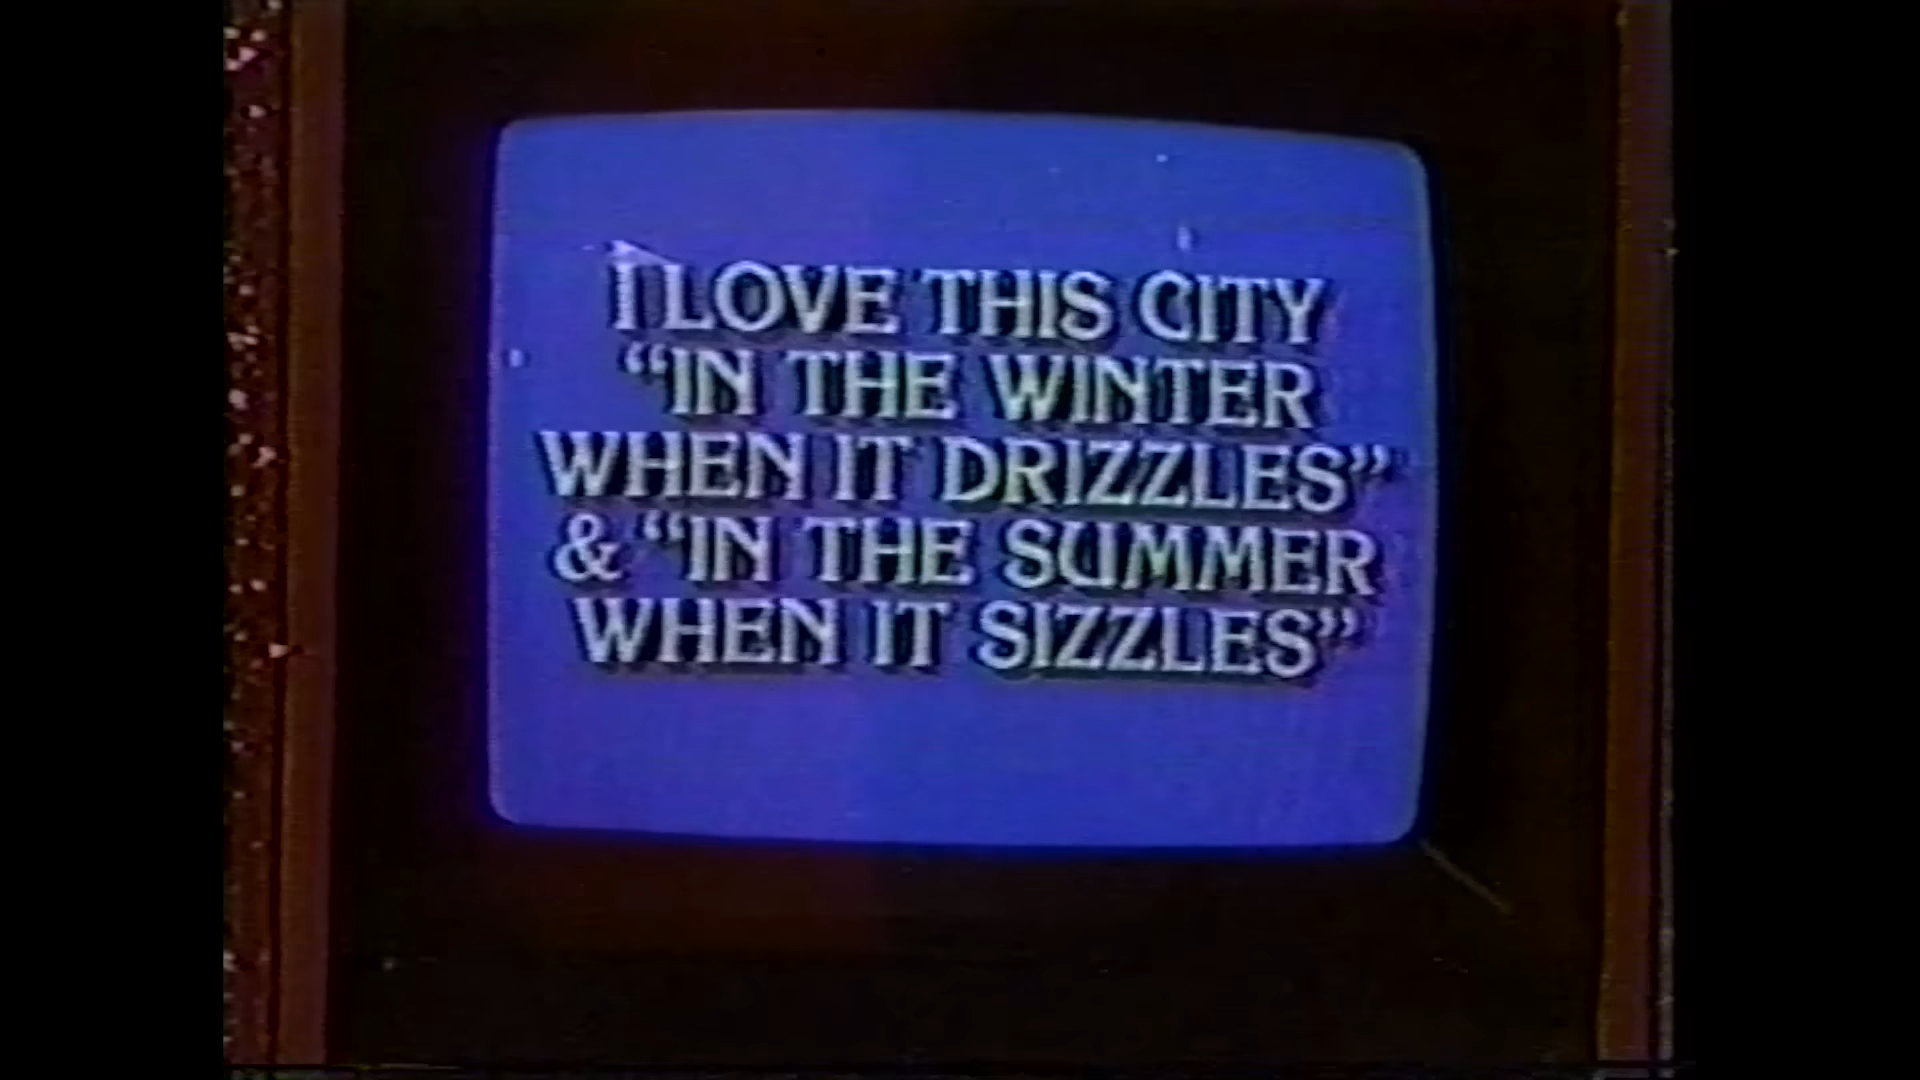 I LOVE THIS CITY
“IN THE WINTER
WHEN IT DRIZZLES”
& “IN THE SUMMER
WHEN IT SIZZLES”